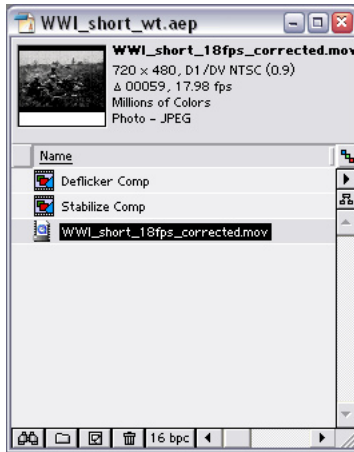 WWI_short_wt.aep
WWI_short_18fps_corrected.mov
720 x 480, D1/DV NTSC (0.9)
Δ 00059, 17.98 fps
Millions of Colors
Photo - JPEG
Name
Deflicker Comp
Stabilize Comp
WWI_short_18fps_corrected.mov
16 bpc